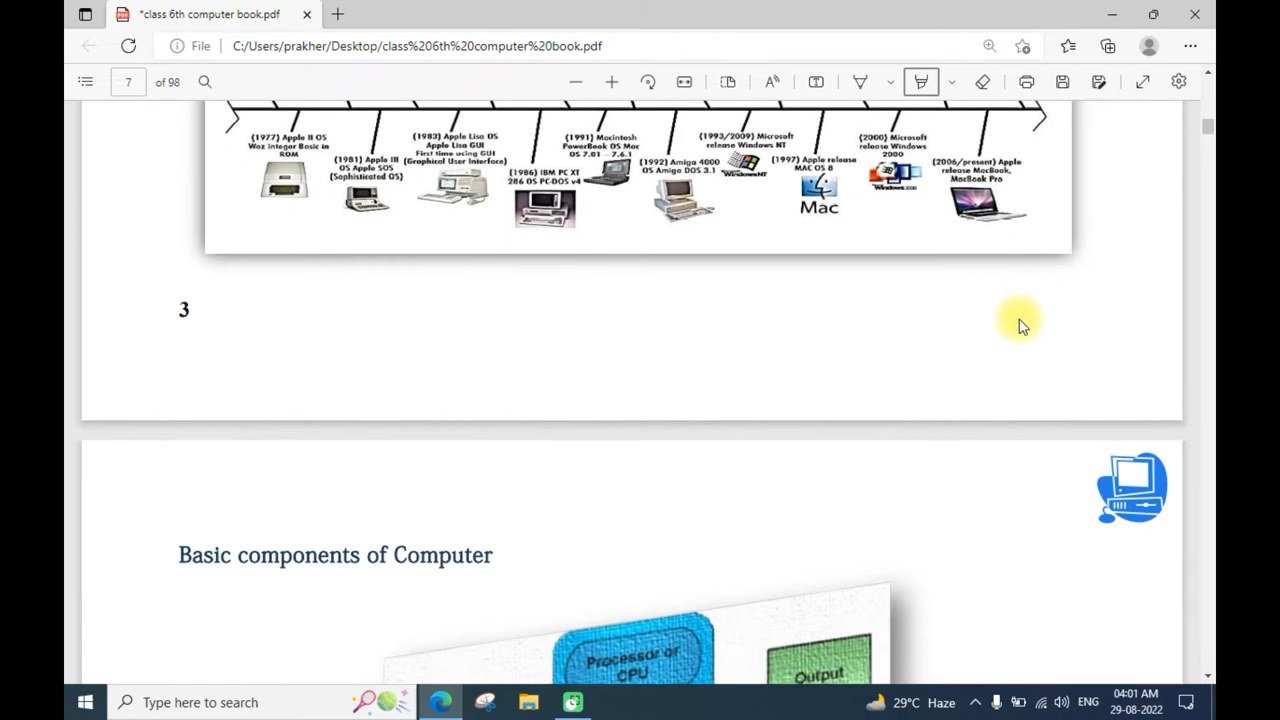 *class 6th computer book.pdf
File
C:/Users/prakher/Desktop/class%206th%20computer%20book.pdf
7 of 98
(1977) Apple II OS
Woz integer Basic in
ROM
(1981) Apple III
OS Apple SOS
(Sophisticated OS)
(1983) Apple Lisa OS
Apple Lisa GUI
First time using GUI
(Graphical User Interface)
(1986) IBM PC XT
286 OS PC-DOS v4
(1991) Macintosh
PowerBook OS Mac
OS 7.01 - 7.6.1
(1992) Amiga 4000
OS Amiga DOS 3.1
(1993/2009) Microsoft
release Windows NT
WindowsNT
(1997) Apple release
MAC OS 8
Mac
(2000) Microsoft
release Windows
2000
Windows 2000
(2006/present) Apple
release MacBook,
MacBook Pro
3
Basic components of Computer
Processor or
CPU
Output
Type here to search
29°C Haze
ENG
04:01 AM
29-08-2022